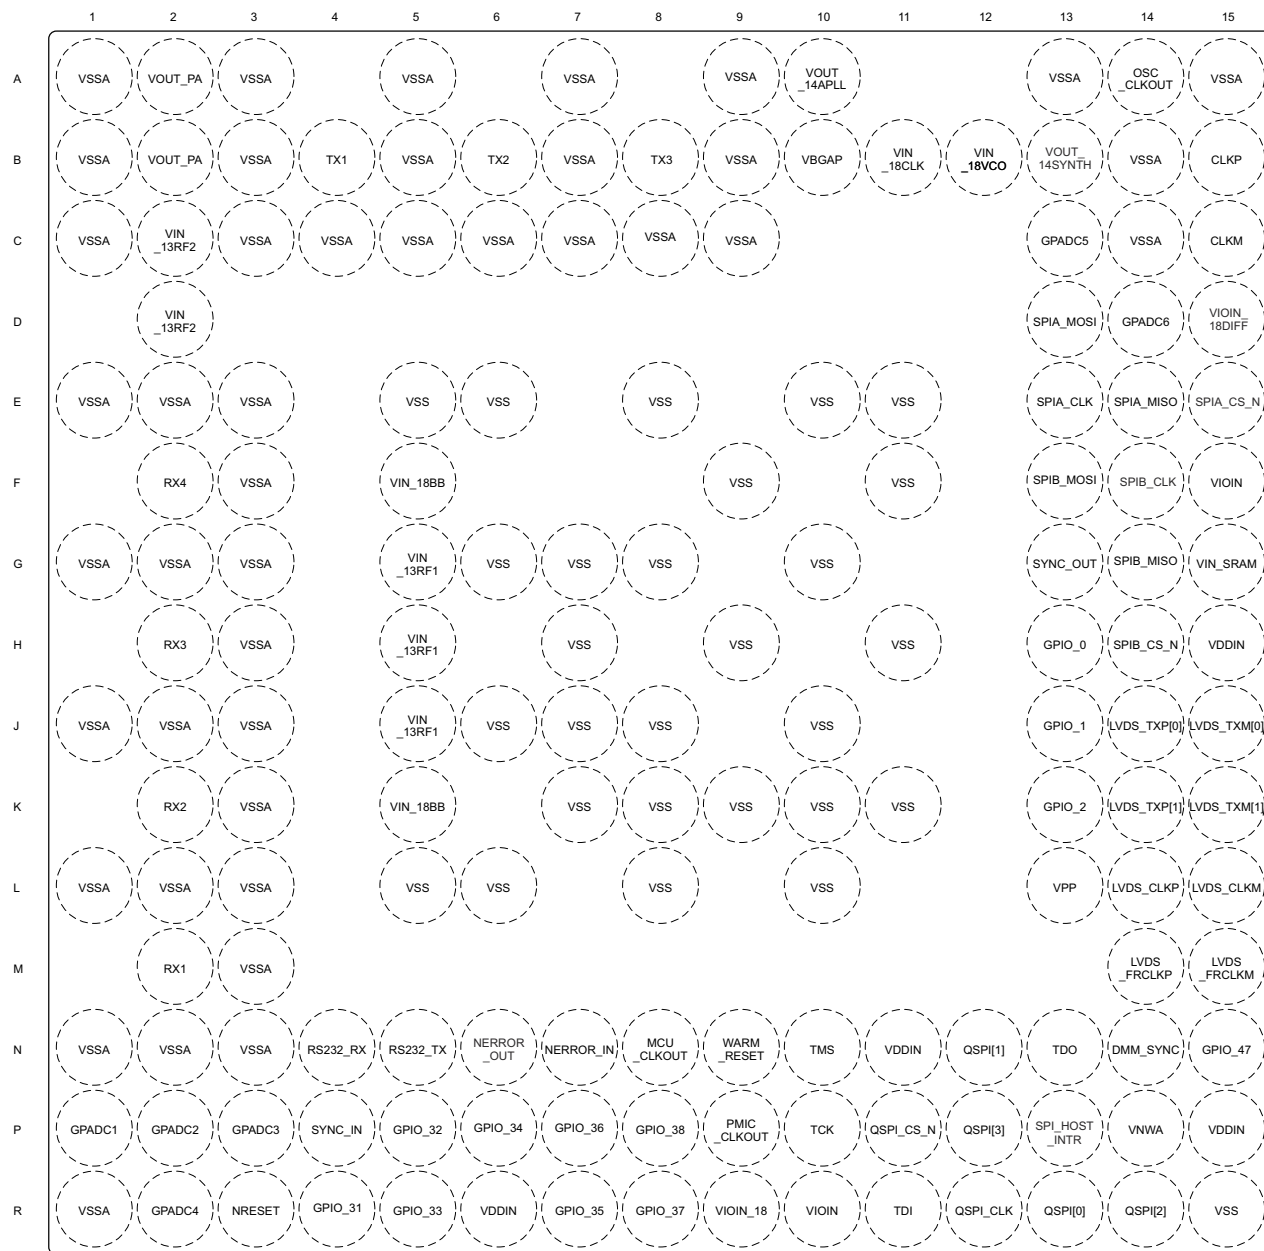 1 2 3 4 5 6 7 8 9 10 11 12 13 14 15
A VSSA VOUT_PA VSSA VSSA VSSA VSSA VOUT _14APLL VSSA OSC _CLKOUT VSSA
B VSSA VOUT_PA VSSA TX1 VSSA TX2 VSSA TX3 VSSA VBGAP VIN _18CLK VIN _18VCO VOUT_ 14SYNTH VSSA CLKP
C VSSA VIN _13RF2 VSSA VSSA VSSA VSSA VSSA VSSA VSSA GPADC5 VSSA CLKM
D VIN _13RF2 SPIA_MOSI GPADC6 VIOIN_ 18DIFF
E VSSA VSSA VSSA VSS VSS VSS VSS VSS SPIA_CLK SPIA_MISO SPIA_CS_N
F RX4 VSSA VIN_18BB VSS VSS SPIB_MOSI SPIB_CLK VIOIN
G VSSA VSSA VSSA VIN _13RF1 VSS VSS VSS VSS SYNC_OUT SPIB_MISO VIN_SRAM
H RX3 VSSA VIN _13RF1 VSS VSS VSS GPIO_0 SPIB_CS_N VDDIN
J VSSA VSSA VSSA VIN _13RF1 VSS VSS VSS VSS GPIO_1 LVDS_TXP[0] LVDS_TXM[0]
K RX2 VSSA VIN_18BB VSS VSS VSS VSS VSS GPIO_2 LVDS_TXP[1] LVDS_TXM[1]
L VSSA VSSA VSSA VSS VSS VSS VSS VPP LVDS_CLKP LVDS_CLKM
M RX1 VSSA LVDS _FRCLKP LVDS _FRCLKM
N VSSA VSSA VSSA RS232_RX RS232_TX NERROR _OUT NERROR_IN MCU _CLKOUT WARM _RESET TMS VDDIN QSPI[1] TDO DMM_SYNC GPIO_47
P GPADC1 GPADC2 GPADC3 SYNC_IN GPIO_32 GPIO_34 GPIO_36 GPIO_38 PMIC _CLKOUT TCK QSPI_CS_N QSPI[3] SPI_HOST _INTR VNWA VDDIN
R VSSA GPADC4 NRESET GPIO_31 GPIO_33 VDDIN GPIO_35 GPIO_37 VIOIN_18 VIOIN TDI QSPI_CLK QSPI[0] QSPI[2] VSS